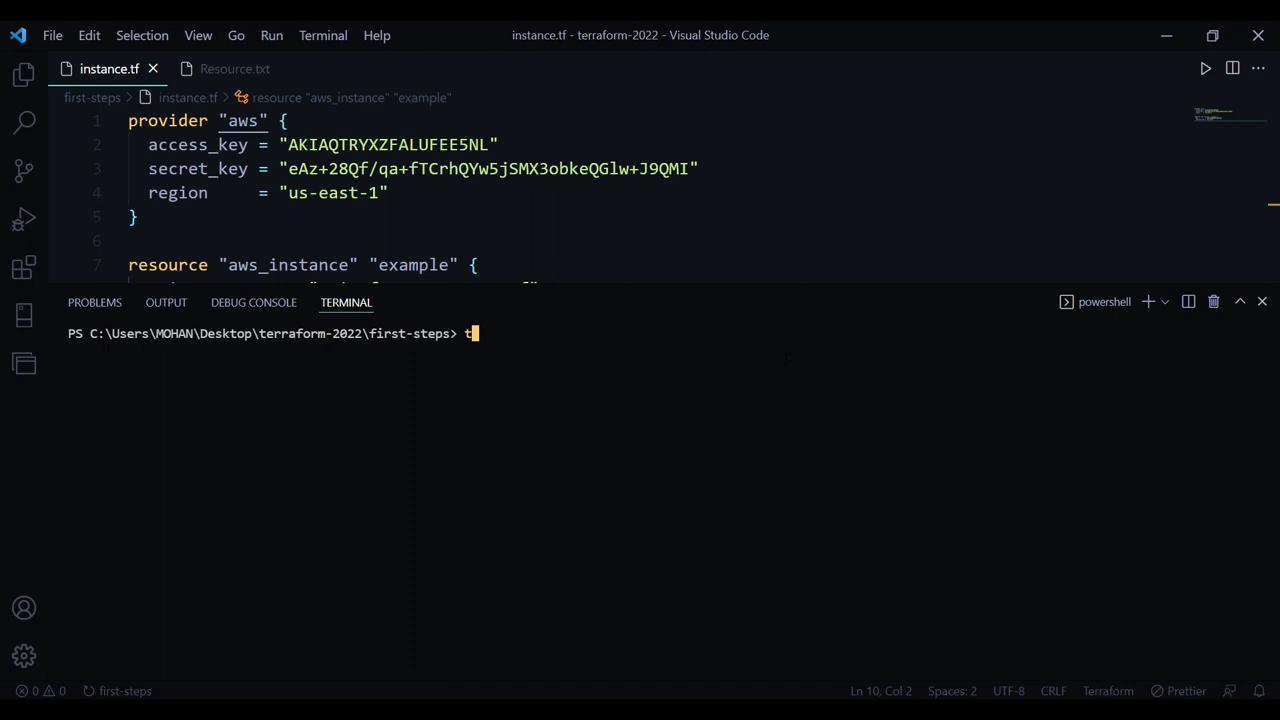 File Edit Selection View Go Run Terminal Help instance.tf - terraform-2022 - Visual Studio Code
instance.tf Resource.txt
first-steps > instance.tf > resource "aws_instance" "example"
1 provider "aws" {
2 access_key = "AKIAQTRYXZFALUFEE5NL"
3 secret_key = "eAz+28Qf/qa+fTCrhQYw5jSMX3obkeQGlw+J9QMI"
4 region = "us-east-1"
5 }
6
7 resource "aws_instance" "example" {
PROBLEMS OUTPUT DEBUG CONSOLE TERMINAL powershell
PS C:\Users\MOHAN\Desktop\terraform-2022\first-steps> t
0 0 first-steps Ln 10, Col 2 Spaces: 2 UTF-8 CRLF Terraform Prettier